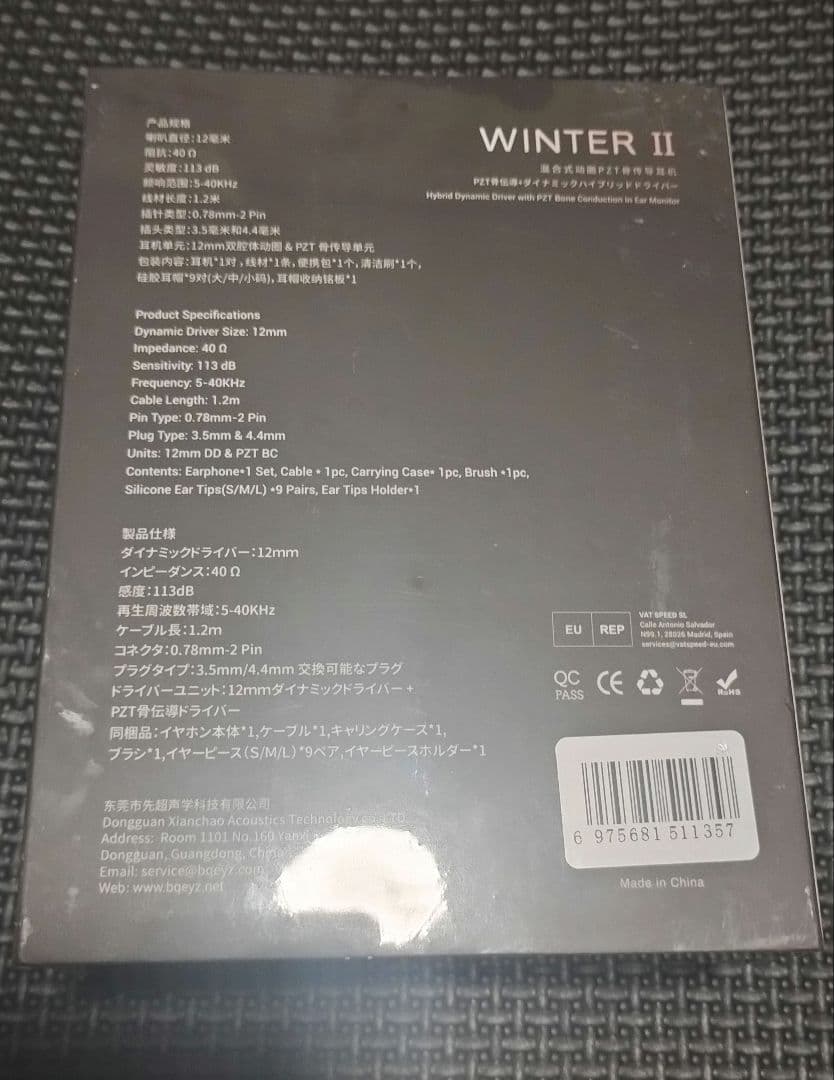 WINTER II
混合式动圈PZT骨传导耳机
PZT骨伝導+ダイナミックハイブリッドドライバー
Hybrid Dynamic Driver with PZT Bone Conduction In Ear Monitor
产品规格
喇叭直径:12毫米
阻抗:40 Ω
灵敏度:113 dB
频响范围:5-40KHz
线材长度:1.2米
插针类型:0.78mm-2 Pin
插头类型:3.5毫米和4.4毫米
耳机单元:12mm双腔体动圈 & PZT 骨传导单元
包装内容:耳机*1对,线材*1条,便携包*1个,清洁刷*1个,
硅胶耳帽*9对(大/中/小码),耳帽收纳铭板*1
Product Specifications
Dynamic Driver Size: 12mm
Impedance: 40 Ω
Sensitivity: 113 dB
Frequency: 5-40KHz
Cable Length: 1.2m
Pin Type: 0.78mm-2 Pin
Plug Type: 3.5mm & 4.4mm
Units: 12mm DD & PZT BC
Contents: Earphone*1 Set, Cable * 1pc, Carrying Case* 1pc, Brush *1pc,
Silicone Ear Tips(S/M/L) *9 Pairs, Ear Tips Holder*1
製品仕様
ダイナミックドライバー:12mm
インピーダンス:40 Ω
感度:113dB
再生周波数帯域:5-40KHz
ケーブル長:1.2m
コネクタ:0.78mm-2 Pin
プラグタイプ:3.5mm/4.4mm 交換可能なプラグ
ドライバーユニット:12mmダイナミックドライバー +
PZT骨伝導ドライバー
同梱品:イヤホン本体*1,ケーブル*1,キャリングケース*1,
ブラシ*1,イヤーピース(S/M/L)*9ペア,イヤーピースホルダー*1
东莞市先超声学科技有限公司
Dongguan Xianchao Acoustics Technology co.,LTD
Address: Room 1101 No.160 Yanxi
Dongguan, Guangdong, China
Email: service@bqeyz.com
Web: www.bqeyz.net
EU REP
VAT SPEED SL
Calle Antonio Salvador
N99.1, 28026 Madrid, Spain
services@vatspeed-eu.com
QC
PASS
CE
RoHS
6 975681 511357
Made in China